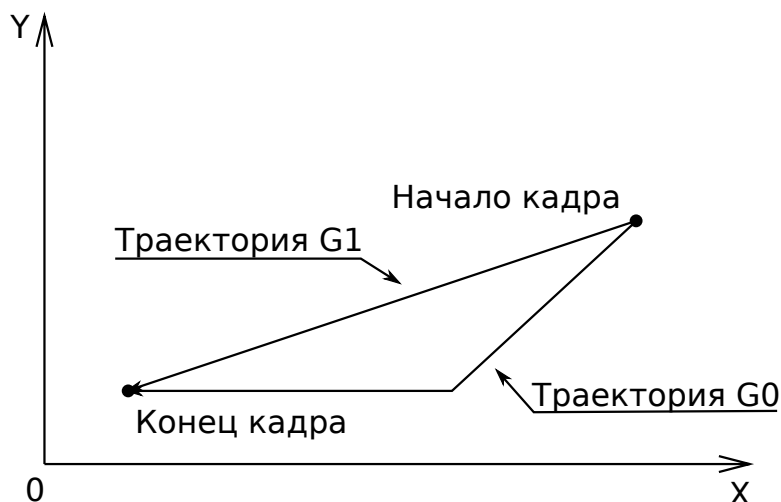 Y
Начало кадра
Траектория G1
Траектория G0
Конец кадра
0
X